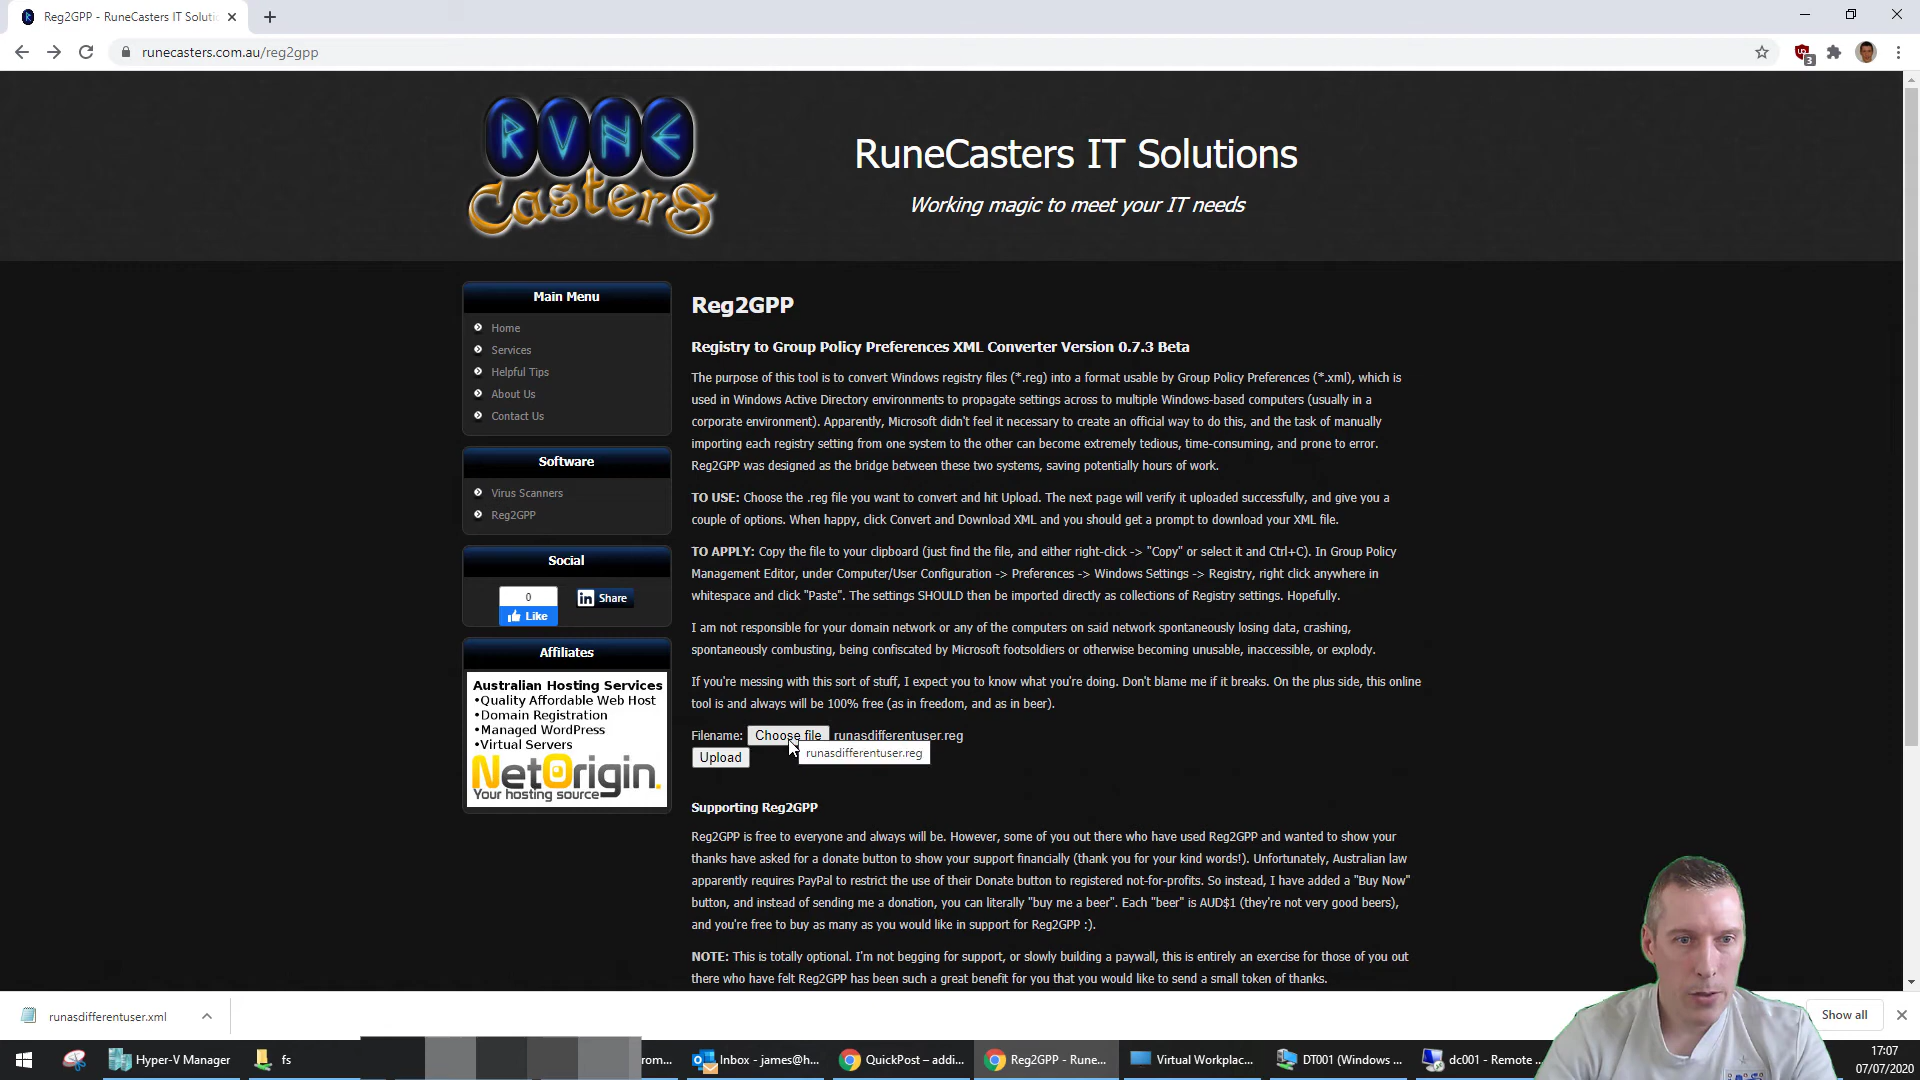 Reg2GPP - RuneCasters IT Soluti
runecasters.com.au/reg2gpp
3
RUNE
Casters
RuneCasters IT Solutions
Working magic to meet your IT needs
Main Menu
Home
Services
Helpful Tips
About Us
Contact Us
Software
Virus Scanners
Reg2GPP
Social
0
Like
in Share
Affiliates
Australian Hosting Services
•Quality Affordable Web Host
•Domain Registration
•Managed WordPress
•Virtual Servers
NetOrigin.
Your hosting source
Reg2GPP
Registry to Group Policy Preferences XML Converter Version 0.7.3 Beta
The purpose of this tool is to convert Windows registry files (*.reg) into a format usable by Group Policy Preferences (*.xml), which is
used in Windows Active Directory environments to propagate settings across to multiple Windows-based computers (usually in a
corporate environment). Apparently, Microsoft didn't feel it necessary to create an official way to do this, and the task of manually
importing each registry setting from one system to the other can become extremely tedious, time-consuming, and prone to error.
Reg2GPP was designed as the bridge between these two systems, saving potentially hours of work.
TO USE: Choose the .reg file you want to convert and hit Upload. The next page will verify it uploaded successfully, and give you a
couple of options. When happy, click Convert and Download XML and you should get a prompt to download your XML file.
TO APPLY: Copy the file to your clipboard (just find the file, and either right-click -> "Copy" or select it and Ctrl+C). In Group Policy
Management Editor, under Computer/User Configuration -> Preferences -> Windows Settings -> Registry, right click anywhere in
whitespace and click "Paste". The settings SHOULD then be imported directly as collections of Registry settings. Hopefully.
I am not responsible for your domain network or any of the computers on said network spontaneously losing data, crashing,
spontaneously combusting, being confiscated by Microsoft footsoldiers or otherwise becoming unusable, inaccessible, or explody.
If you're messing with this sort of stuff, I expect you to know what you're doing. Don't blame me if it breaks. On the plus side, this online
tool is and always will be 100% free (as in freedom, and as in beer).
Filename: Choose file runasdifferentuser.reg
runasdifferentuser.reg
Upload
Supporting Reg2GPP
Reg2GPP is free to everyone and always will be. However, some of you out there who have used Reg2GPP and wanted to show your
thanks have asked for a donate button to show your support financially (thank you for your kind words!). Unfortunately, Australian law
apparently requires PayPal to restrict the use of their Donate button to registered not-for-profits. So instead, I have added a "Buy Now"
button, and instead of sending me a donation, you can literally "buy me a beer". Each "beer" is AUD$1 (they're not very good beers),
and you're free to buy as many as you would like in support for Reg2GPP :).
NOTE: This is totally optional. I'm not begging for support, or slowly building a paywall, this is entirely an exercise for those of you out
there who have felt Reg2GPP has been such a great benefit for you that you would like to send a small token of thanks.
runasdifferentuser.xml
Show all
Hyper-V Manager
fs
rom...
Inbox - james@h...
QuickPost – addi...
Reg2GPP - Rune...
Virtual Workplac...
DT001 (Windows ...
dc001 - Remote ...
17:07
07/07/2020